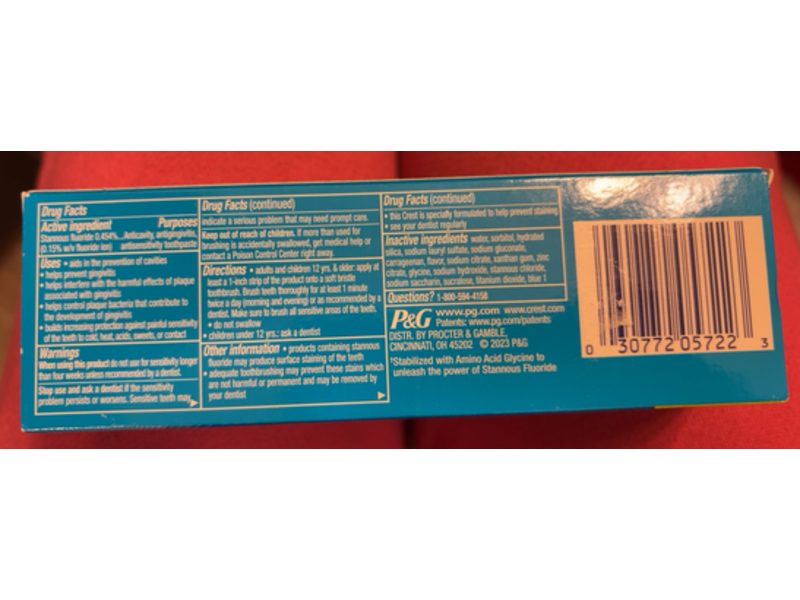 Drug Facts
Active ingredient Purposes
Stannous fluoride 0.454%...Anticavity, antigingivitis,
(0.15% w/v fluoride ion) antisensitivity toothpaste
Uses • aids in the prevention of cavities
• helps prevent gingivitis
• helps interfere with the harmful effects of plaque
associated with gingivitis
• helps control plaque bacteria that contribute to
the development of gingivitis
• builds increasing protection against painful sensitivity
of the teeth to cold, heat, acids, sweets, or contact
Warnings
When using this product do not use for sensitivity longer
than four weeks unless recommended by a dentist.
Stop use and ask a dentist if the sensitivity
problem persists or worsens. Sensitive teeth may
Drug Facts (continued)
indicate a serious problem that may need prompt care.
Keep out of reach of children. If more than used for
brushing is accidentally swallowed, get medical help or
contact a Poison Control Center right away.
Directions • adults and children 12 yrs. & older: apply at
least a 1-inch strip of the product onto a soft bristle
toothbrush. Brush teeth thoroughly for at least 1 minute
twice a day (morning and evening) or as recommended by a
dentist. Make sure to brush all sensitive areas of the teeth.
• do not swallow
• children under 12 yrs.: ask a dentist
Other information • products containing stannous
fluoride may produce surface staining of the teeth
• adequate toothbrushing may prevent these stains which
are not harmful or permanent and may be removed by
your dentist
Drug Facts (continued)
• this Crest is specially formulated to help prevent staining
• see your dentist regularly
Inactive ingredients water, sorbitol, hydrated
silica, sodium lauryl sulfate, sodium gluconate,
carrageenan, flavor, sodium citrate, xanthan gum, zinc
citrate, glycine, sodium hydroxide, stannous chloride,
sodium saccharin, sucralose, titanium dioxide, blue 1
Questions? 1-800-594-4158
P&G www.pg.com www.crest.com
Patents: www.pg.com/patents
DISTR. BY PROCTER & GAMBLE,
CINCINNATI, OH 45202 © 2023 P&G
†Stabilized with Amino Acid Glycine to
unleash the power of Stannous Fluoride
0 30772 05722 3